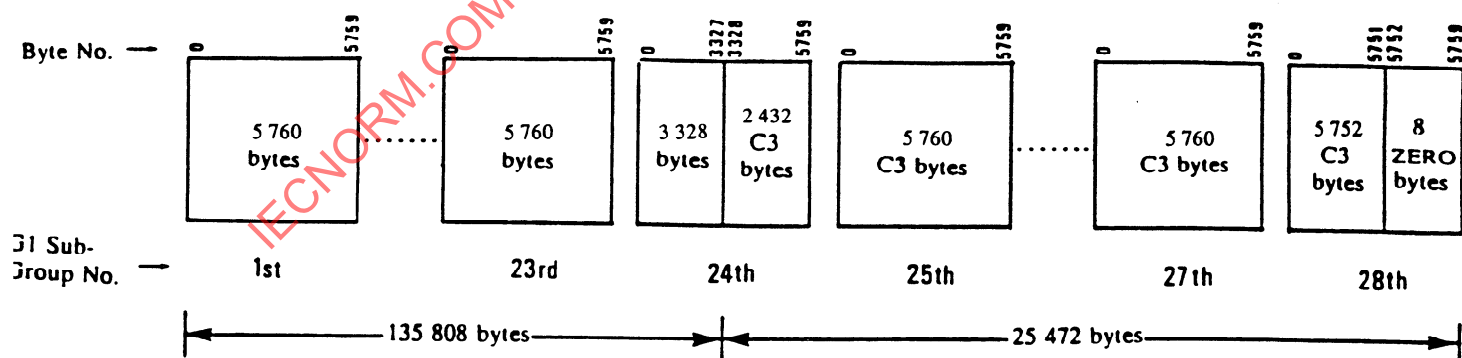 Byte No. → 0 5759 0 5759 0 3327 3328 5759 0 5759 0 5759 0 5751 5752 5759
5 760 bytes
5 760 bytes
3 328 bytes
2 432 C3 bytes
5 760 C3 bytes
5 760 C3 bytes
5 752 C3 bytes
8 ZERO bytes
G1 Sub-
Group No. → 1st 23rd 24th 25th 27th 28th
135 808 bytes 25 472 bytes
IECNORM.COM